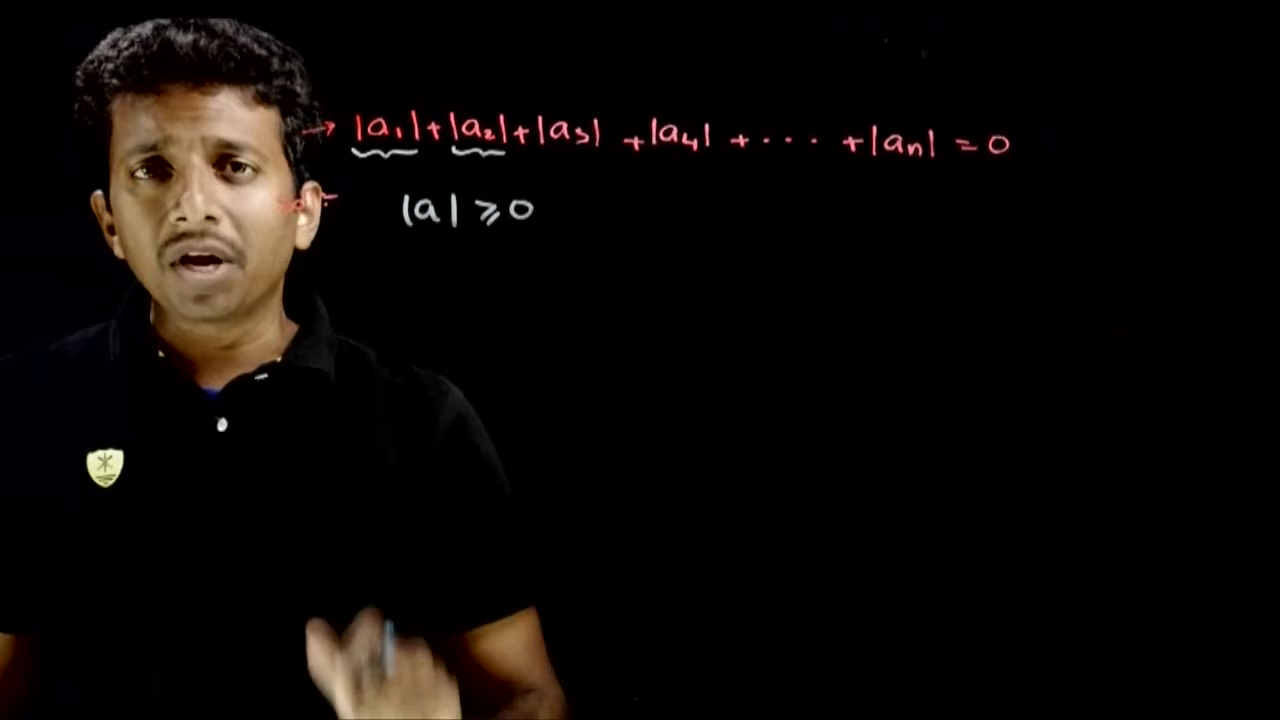 → |a₁|+|a₂|+|a₃| +|a₄| + ・・・・ +|aₙ| = 0
|a| ⩾ 0